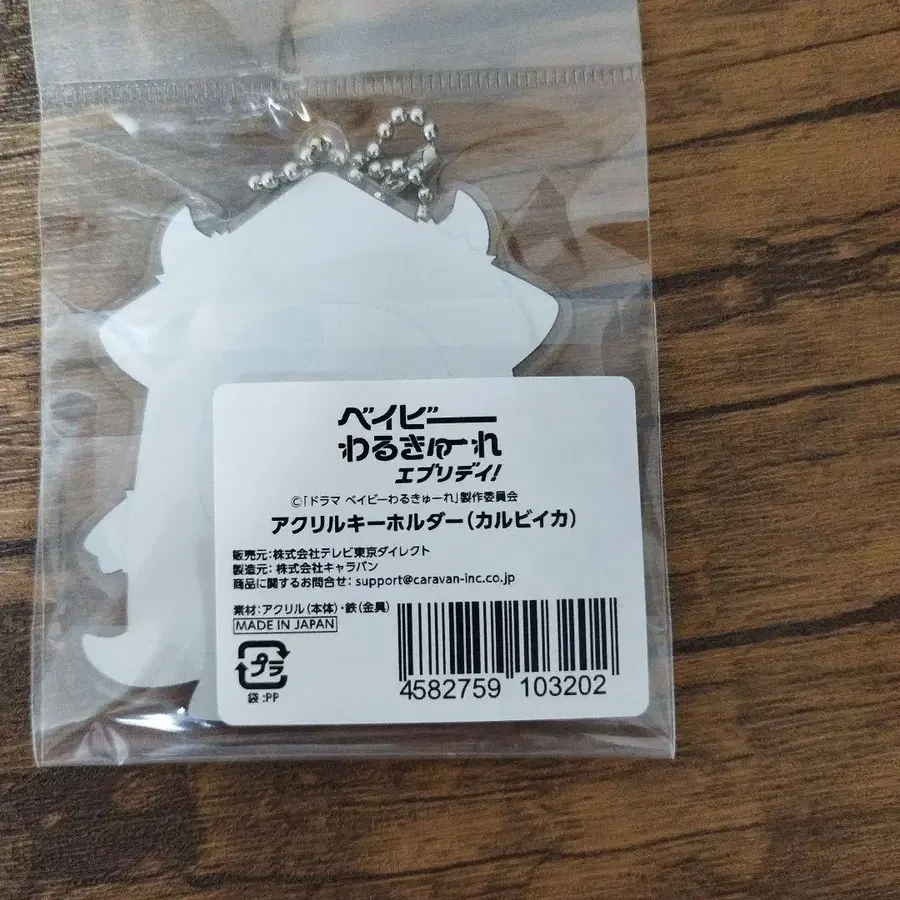 ベイビー
わるきゅーれ
エブリデイ!
©「ドラマ ベイビーわるきゅーれ」製作委員会
アクリルキーホルダー(カルビイカ)
販売元:株式会社テレビ東京ダイレクト
製造元:株式会社キャラバン
商品に関するお問合せ:support@caravan-inc.co.jp
素材:アクリル(本体)・鉄(金具)
MADE IN JAPAN
プラ
袋:PP
4582759 103202